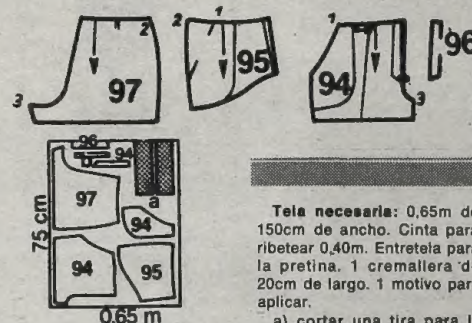 1
2
97
3
2
1
95
1
94
3
96
96
94
b
97
a
94
94
95
75 cm
0,65 m
Tela necesaria: 0,65m de
150cm de ancho. Cinta para
ribetear 0,40m. Entretela para
la pretina. 1 cremallera de
20cm de largo. 1 motivo para
aplicar.
a) cortar una tira para